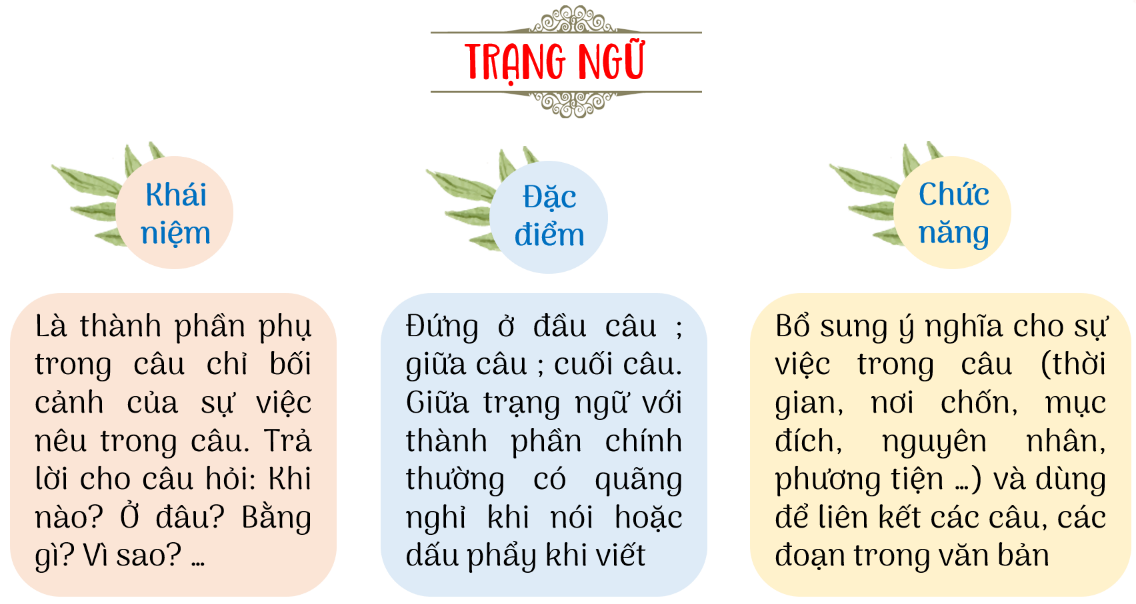 TRẠNG NGỮ
Khái
niệm
Là thành phần phụ
trong câu chỉ bối
cảnh của sự việc
nêu trong câu. Trả
lời cho câu hỏi: Khi
nào? Ở đâu? Bằng
gì? Vì sao? ...
Đặc
điểm
Đứng ở đầu câu ;
giữa câu ; cuối câu.
Giữa trạng ngữ với
thành phần chính
thường có quãng
nghỉ khi nói hoặc
dấu phẩy khi viết
Chức
năng
Bổ sung ý nghĩa cho sự
việc trong câu (thời
gian, nơi chốn, mục
đích, nguyên nhân,
phương tiện ...) và dùng
để liên kết các câu, các
đoạn trong văn bản